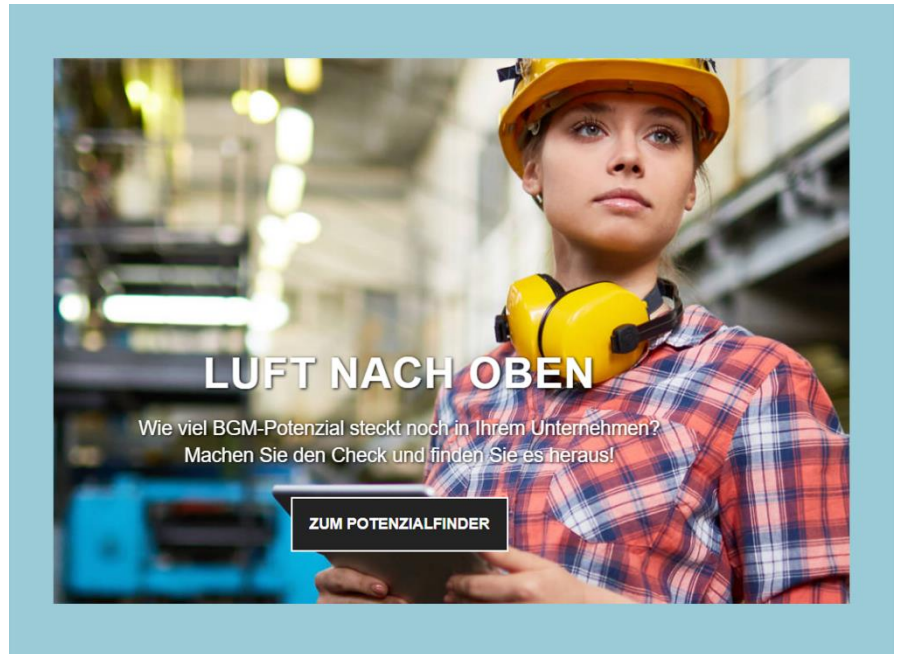 LUFT NACH OBEN
Wie viel BGM-Potenzial steckt noch in Ihrem Unternehmen?
Machen Sie den Check und finden Sie es heraus!
ZUM POTENZIALFINDER